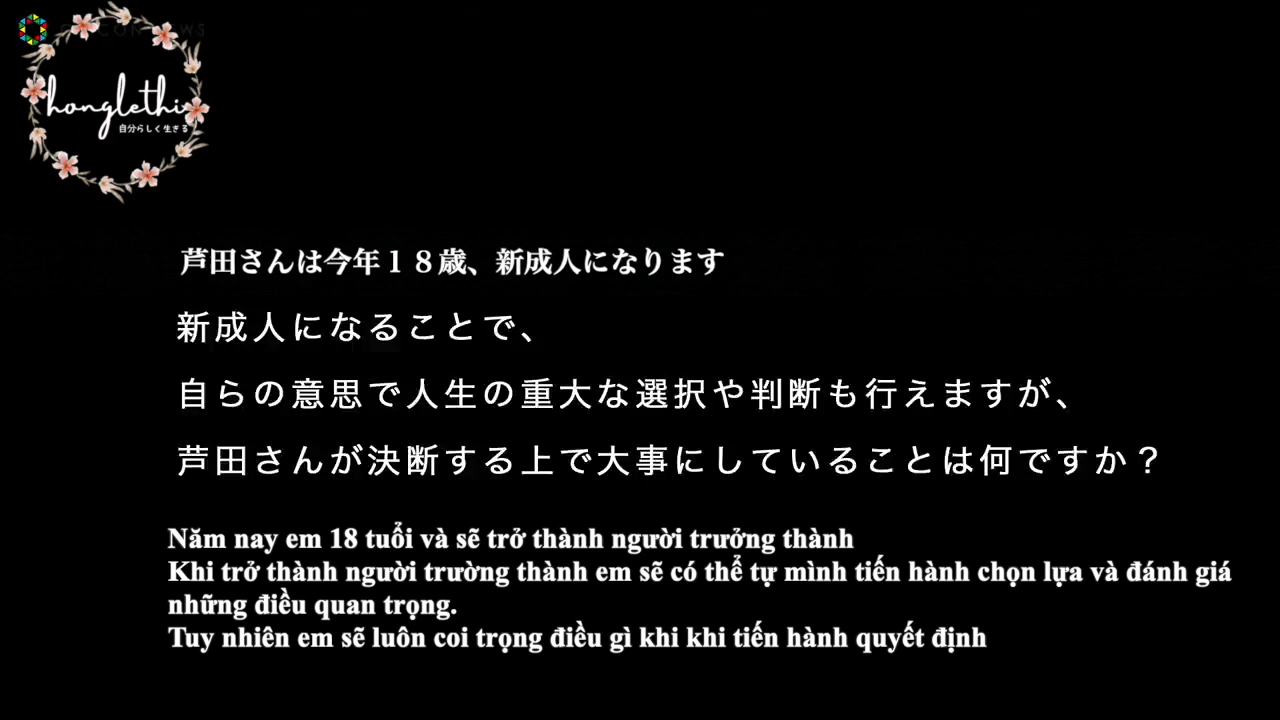 honglethi
自分らしく生きる
芦田さんは今年１８歳、新成人になります
新成人になることで、
自らの意思で人生の重大な選択や判断も行えますが、
芦田さんが決断する上で大事にしていることは何ですか？
Năm nay em 18 tuổi và sẽ trở thành người trưởng thành
Khi trở thành người trường thành em sẽ có thể tự mình tiến hành chọn lựa và đánh giá
những điều quan trọng.
Tuy nhiên em sẽ luôn coi trọng điều gì khi khi tiến hành quyết định